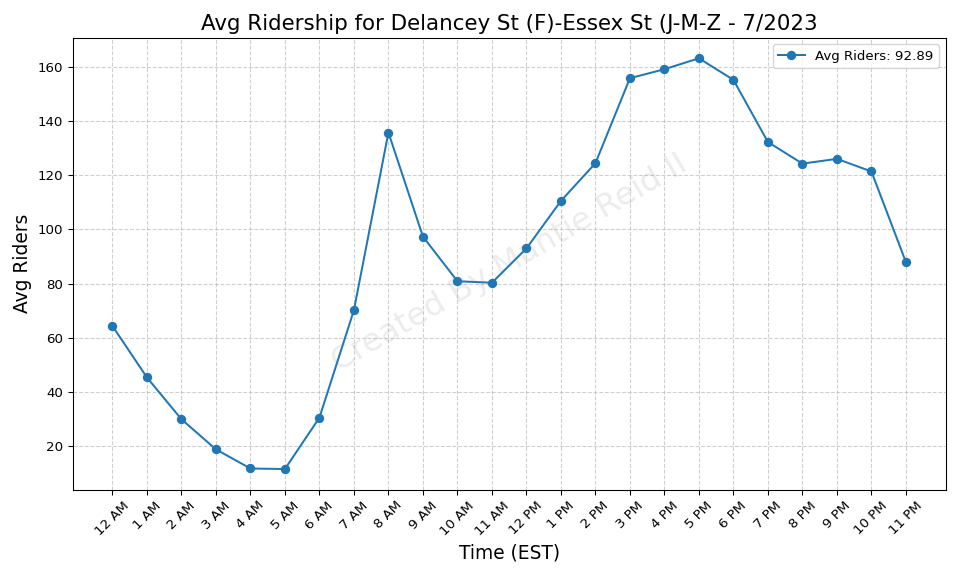 Avg Ridership for Delancey St (F)-Essex St (J-M-Z - 7/2023
Avg Riders: 92.89
160
140
120
100
80
60
40
20
Avg Riders
Created By Mantie Reid II
12 AM
1 AM
2 AM
3 AM
4 AM
5 AM
6 AM
7 AM
8 AM
9 AM
10 AM
11 AM
12 PM
1 PM
2 PM
3 PM
4 PM
5 PM
6 PM
7 PM
8 PM
9 PM
10 PM
11 PM
Time (EST)